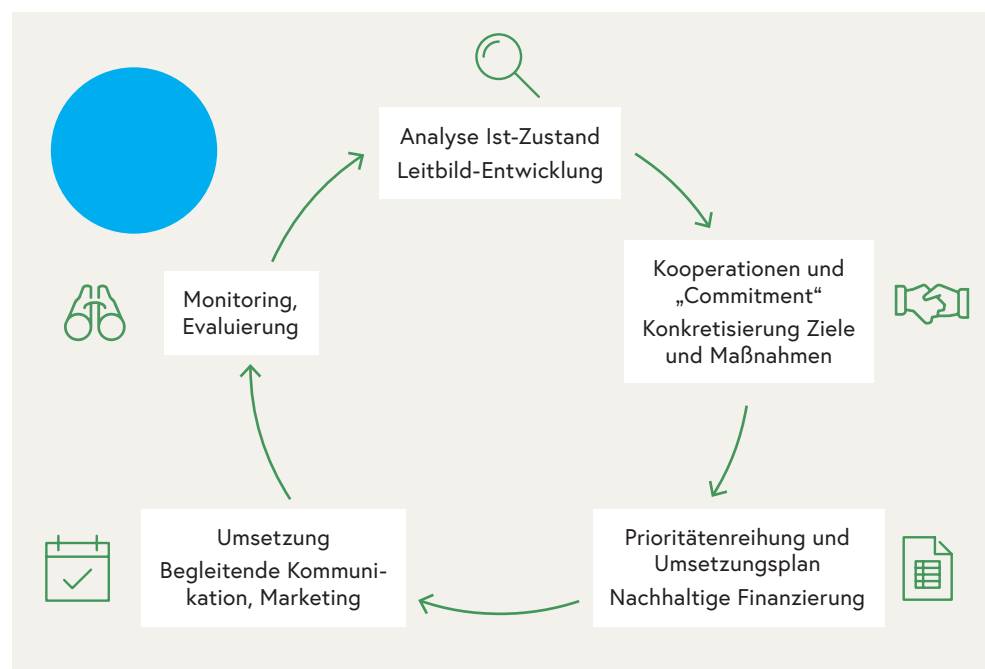 Analyse Ist-Zustand
Leitbild-Entwicklung
Kooperationen und
„Commitment“
Konkretisierung Ziele
und Maßnahmen
Prioritätenreihung und
Umsetzungsplan
Nachhaltige Finanzierung
Umsetzung
Begleitende Kommuni-
kation, Marketing
Monitoring,
Evaluierung